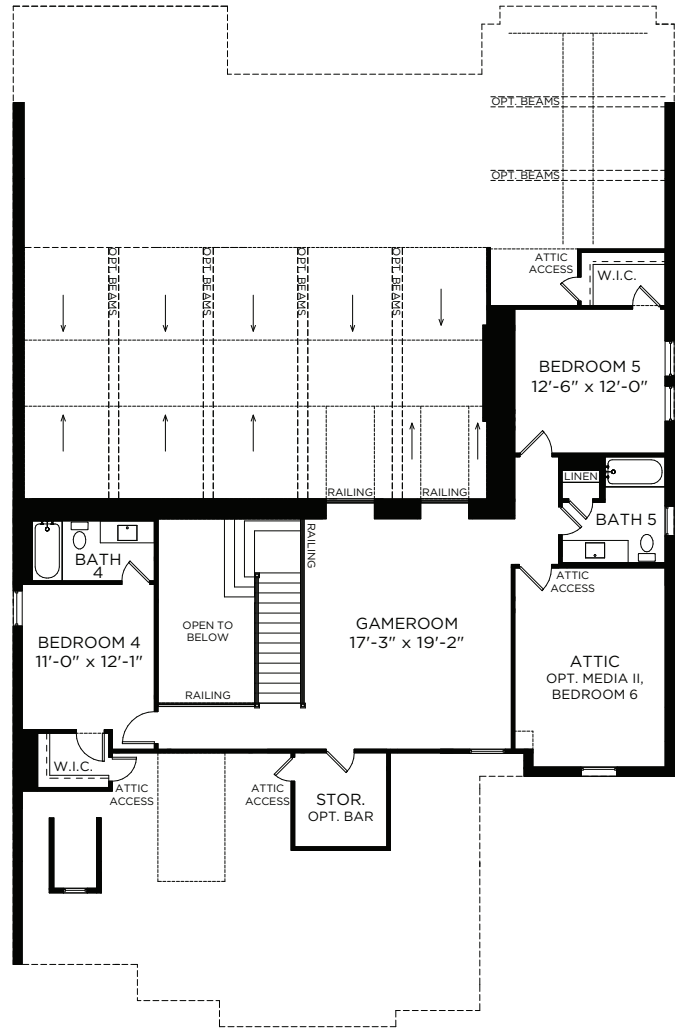 OPT. BEAMS
OPT. BEAMS
OPT. BEAMS
OPT. BEAMS
OPT. BEAMS
OPT. BEAMS
ATTIC
ACCESS
W.I.C.
BEDROOM 5
12'-6" x 12'-0"
LINEN
RAILING
RAILING
BATH 5
RAILING
BATH
4
ATTIC
ACCESS
OPEN TO
BELOW
GAMEROOM
17'-3" x 19'-2"
BEDROOM 4
11'-0" x 12'-1"
ATTIC
OPT. MEDIA II,
BEDROOM 6
RAILING
W.I.C.
ATTIC
ACCESS
ATTIC
ACCESS
STOR.
OPT. BAR